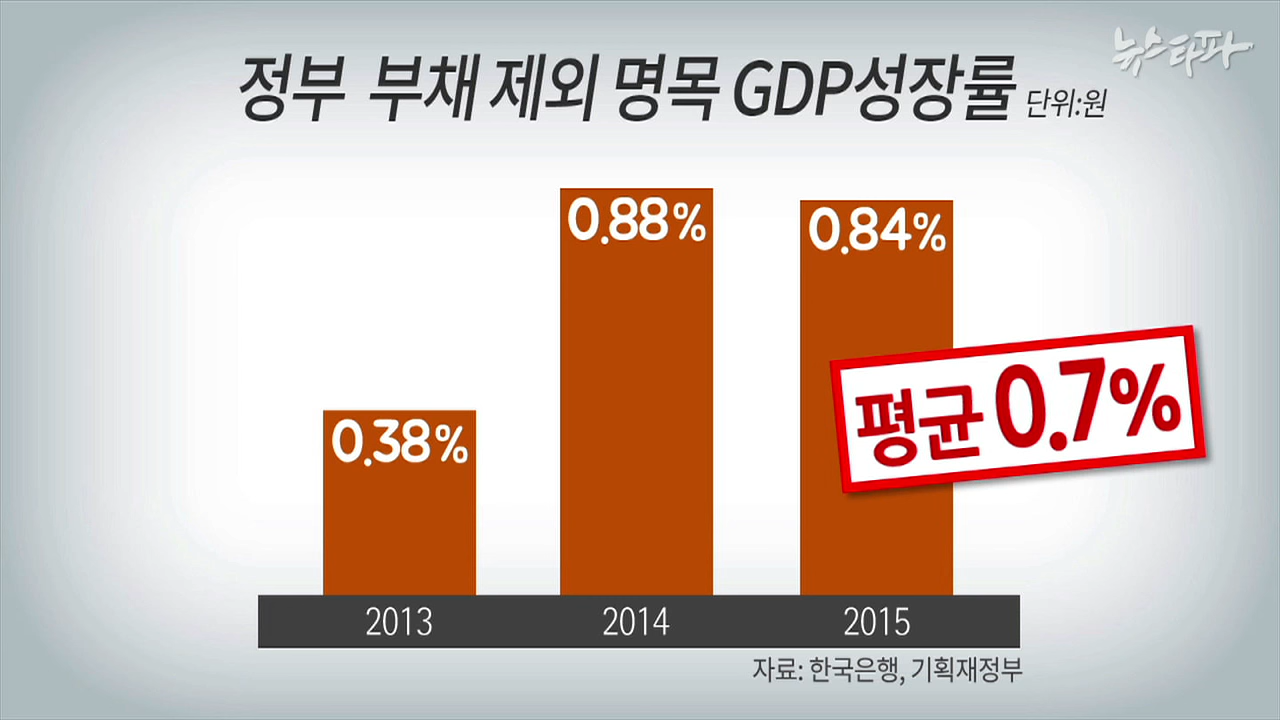 뉴스타파
정부 부채 제외 명목 GDP성장률 단위:원
0.38%
0.88%
0.84%
평균 0.7%
2013 2014 2015
자료: 한국은행, 기획재정부